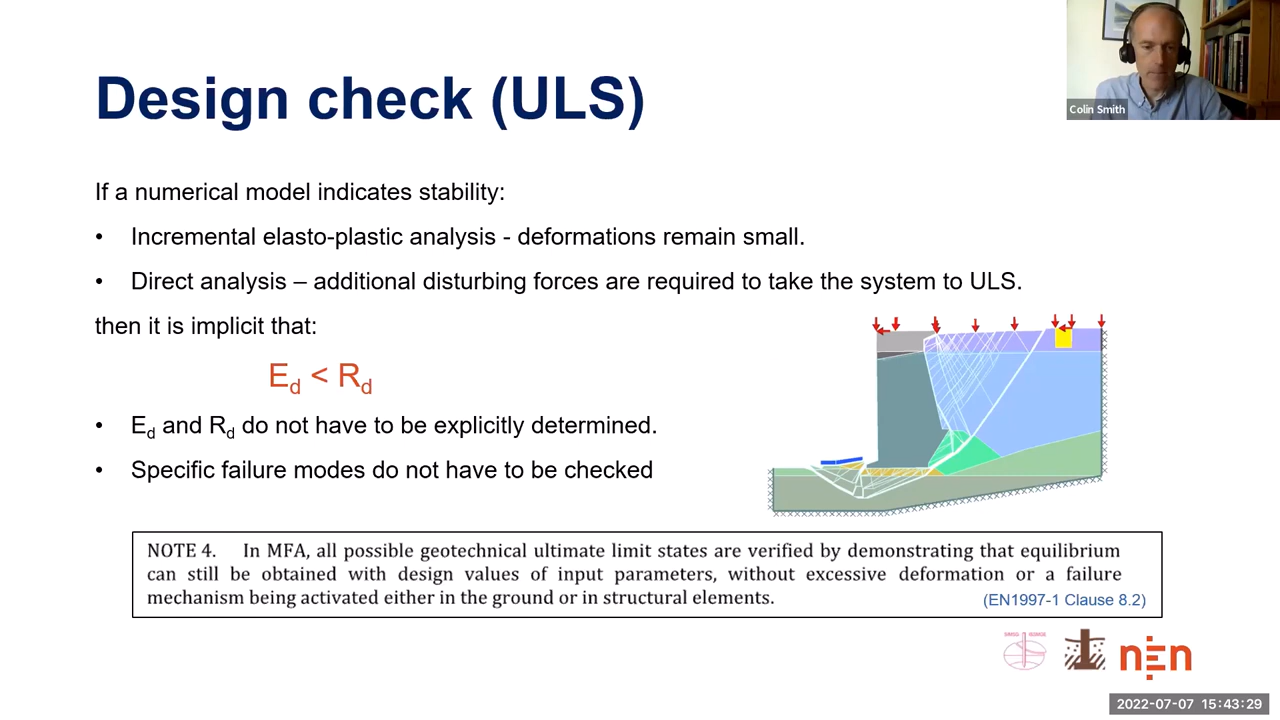 Colin Smith
Design check (ULS)
If a numerical model indicates stability:
• Incremental elasto-plastic analysis - deformations remain small.
• Direct analysis – additional disturbing forces are required to take the system to ULS.
then it is implicit that:
Ed < Rd
• Ed and Rd do not have to be explicitly determined.
• Specific failure modes do not have to be checked
NOTE 4. In MFA, all possible geotechnical ultimate limit states are verified by demonstrating that equilibrium
can still be obtained with design values of input parameters, without excessive deformation or a failure
mechanism being activated either in the ground or in structural elements.
(EN1997-1 Clause 8.2)
nEn
2022-07-07 15:43:29